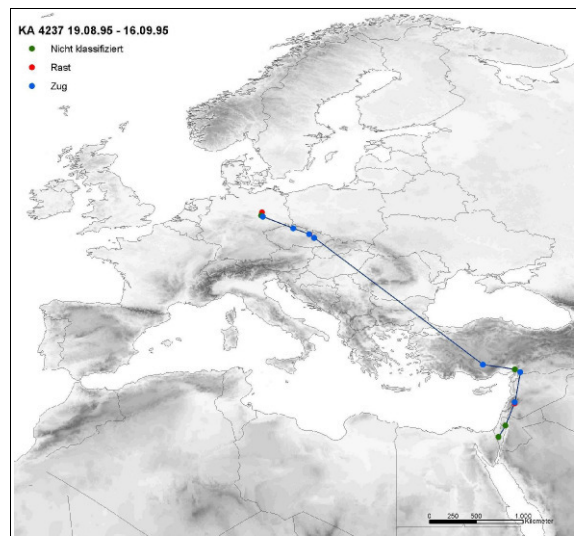 KA 4237 19.08.95 - 16.09.95
Nicht klassifiziert
Rast
Zug
0 250 500 1.000
Kilometer